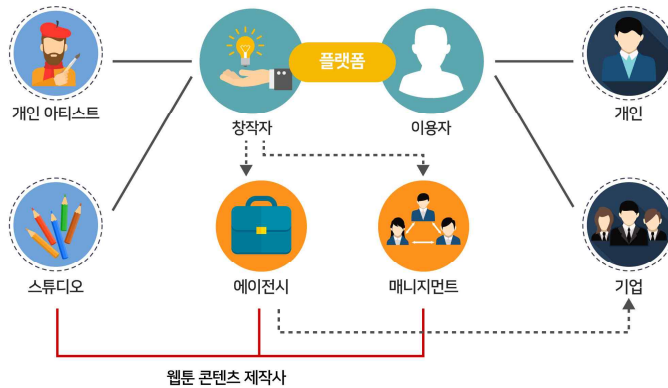 플랫폼
개인 아티스트
창작자
이용자
개인
스튜디오
에이전시
매니지먼트
기업
웹툰 콘텐츠 제작사